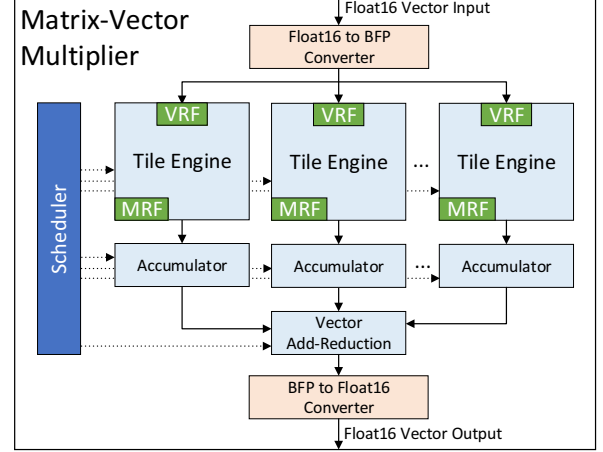 Matrix-Vector
Multiplier
Float16 Vector Input
Float16 to BFP
Converter
VRF
VRF
VRF
Tile Engine
Tile Engine
...
Tile Engine
MRF
MRF
MRF
Scheduler
Accumulator
Accumulator
...
Accumulator
Vector
Add-Reduction
BFP to Float16
Converter
Float16 Vector Output